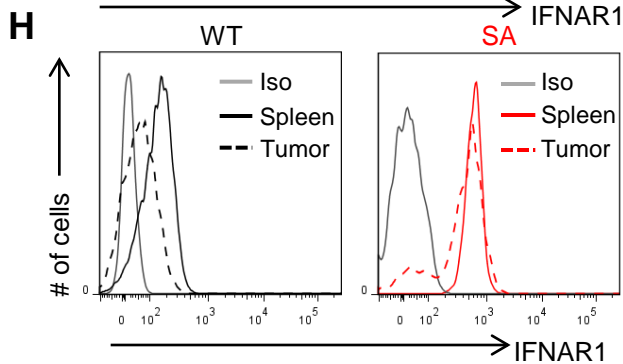 IFNAR1
H
WT
SA
Iso
Spleen
Tumor
Iso
Spleen
Tumor
# of cells
0
0
0 10² 10³ 10⁴ 10⁵
0 10² 10³ 10⁴ 10⁵
IFNAR1